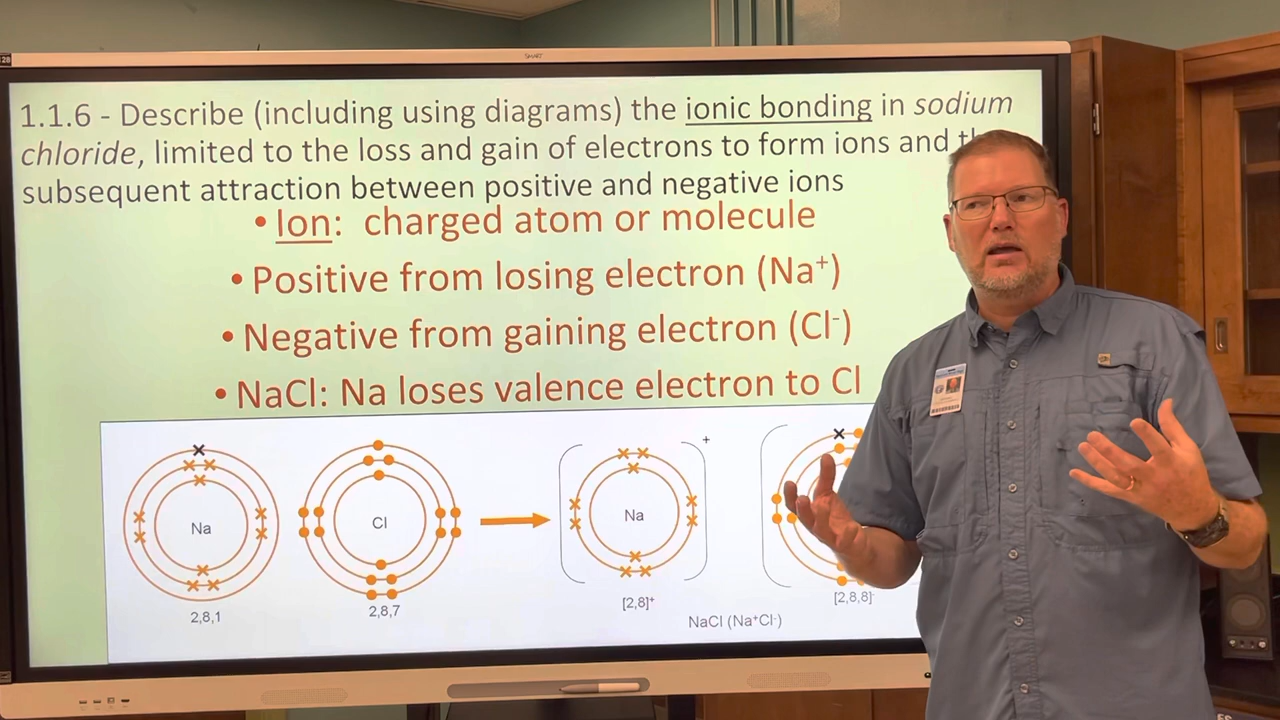 SMART
1.1.6 - Describe (including using diagrams) the ionic bonding in sodium
chloride, limited to the loss and gain of electrons to form ions and
subsequent attraction between positive and negative ions
• Ion: charged atom or molecule
• Positive from losing electron (Na⁺)
• Negative from gaining electron (Cl⁻)
• NaCl: Na loses valence electron to Cl
Na
Cl
Na
+
2,8,1
2,8,7
[2,8]⁺
[2,8,8]⁻
NaCl (Na⁺Cl⁻)